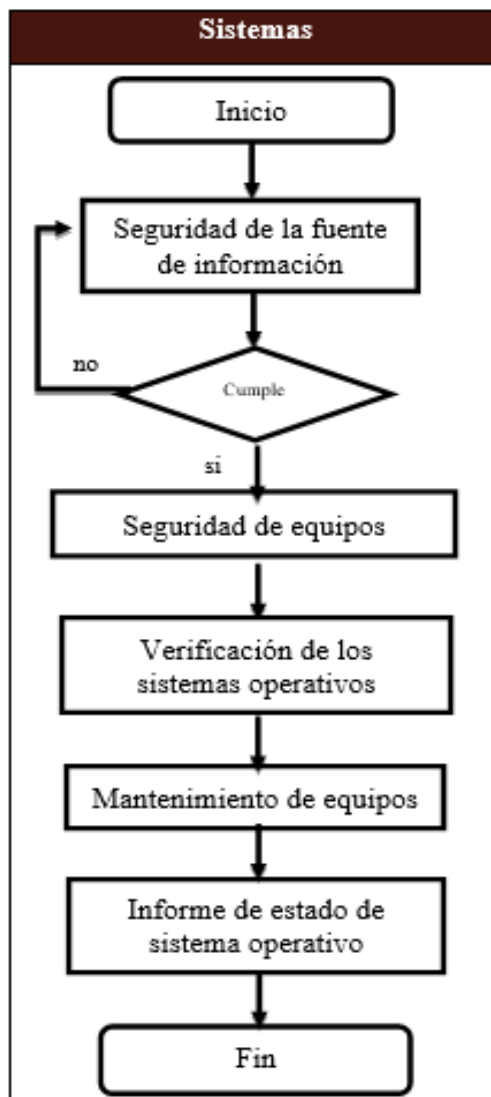 Sistemas
Inicio
Seguridad de la fuente
de información
no
Cumple
si
Seguridad de equipos
Verificación de los
sistemas operativos
Mantenimiento de equipos
Informe de estado de
sistema operativo
Fin